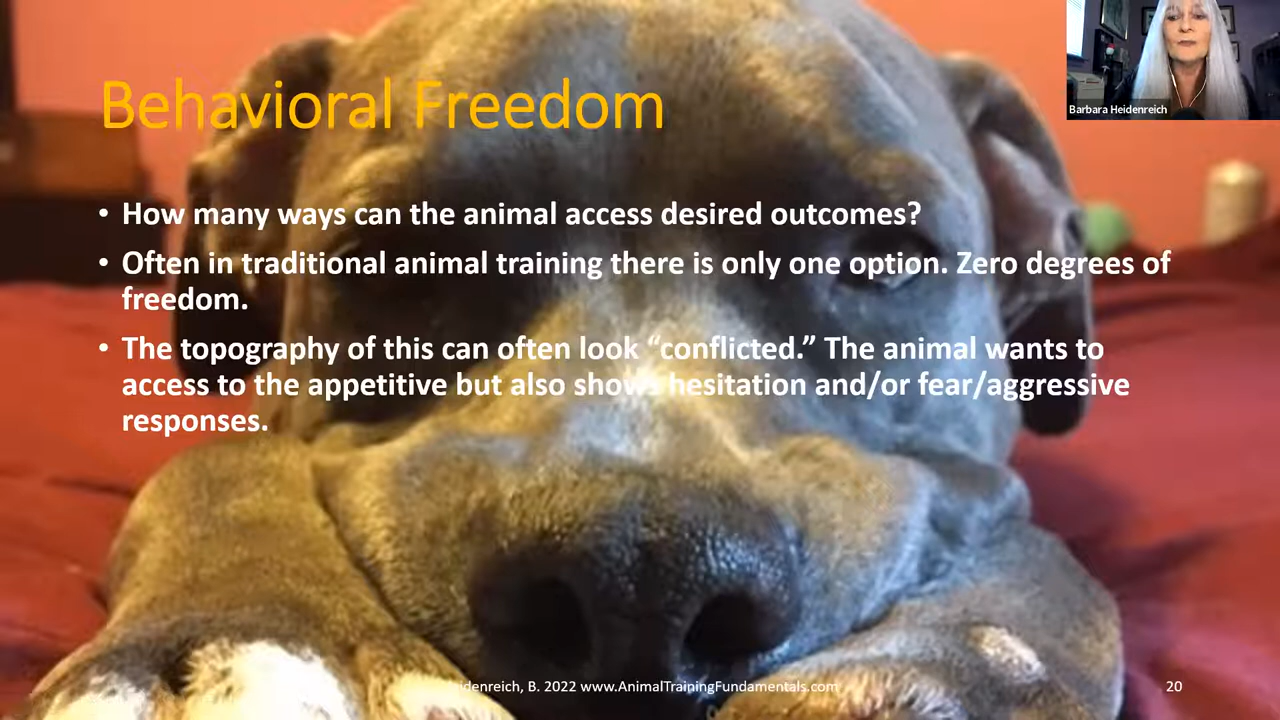 Barbara Heidenreich
Behavioral Freedom
• How many ways can the animal access desired outcomes?
• Often in traditional animal training there is only one option. Zero degrees of
freedom.
• The topography of this can often look “conflicted.” The animal wants to
access to the appetitive but also shows hesitation and/or fear/aggressive
responses.
B. 2022 www.AnimalTrainingFundamentals.com
20